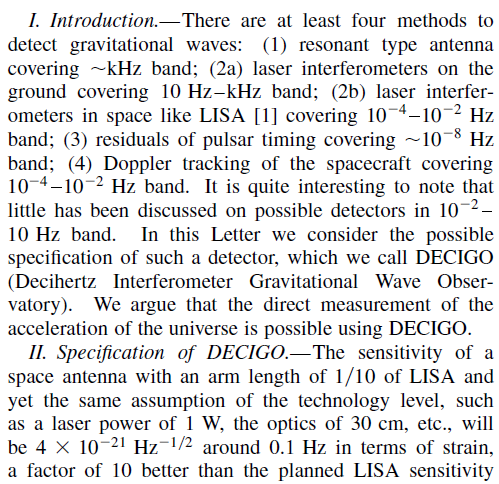 I. Introduction.—There are at least four methods to
detect gravitational waves: (1) resonant type antenna
covering ~kHz band; (2a) laser interferometers on the
ground covering 10 Hz–kHz band; (2b) laser interfer-
ometers in space like LISA [1] covering 10⁻⁴–10⁻² Hz
band; (3) residuals of pulsar timing covering ~10⁻⁸ Hz
band; (4) Doppler tracking of the spacecraft covering
10⁻⁴–10⁻² Hz band. It is quite interesting to note that
little has been discussed on possible detectors in 10⁻²–
10 Hz band. In this Letter we consider the possible
specification of such a detector, which we call DECIGO
(Decihertz Interferometer Gravitational Wave Obser-
vatory). We argue that the direct measurement of the
acceleration of the universe is possible using DECIGO.
II. Specification of DECIGO.—The sensitivity of a
space antenna with an arm length of 1/10 of LISA and
yet the same assumption of the technology level, such
as a laser power of 1 W, the optics of 30 cm, etc., will
be 4 × 10⁻²¹ Hz⁻¹/² around 0.1 Hz in terms of strain,
a factor of 10 better than the planned LISA sensitivity